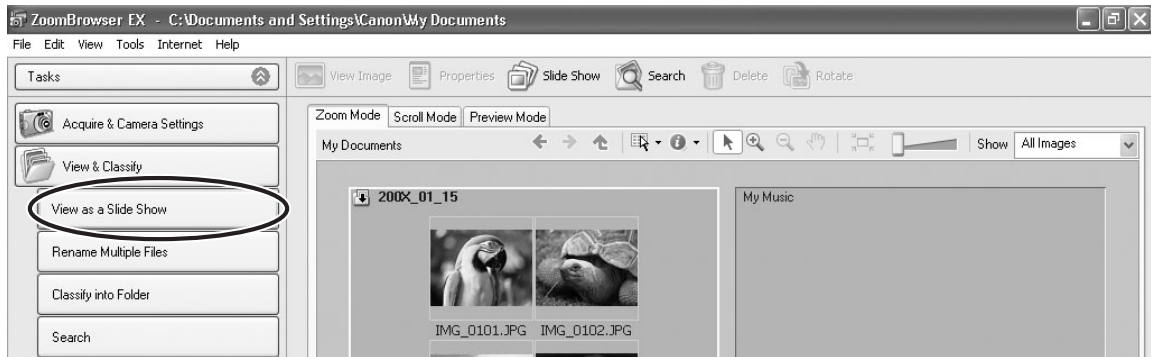 ZoomBrowser EX - C:\Documents and Settings\Canon\My Documents
File Edit View Tools Internet Help
Tasks
View Image Properties Slide Show Search Delete Rotate
Acquire & Camera Settings
View & Classify
View as a Slide Show
Rename Multiple Files
Classify into Folder
Search
Zoom Mode Scroll Mode Preview Mode
My Documents
Show All Images
200X_01_15
My Music
IMG_0101.JPG IMG_0102.JPG